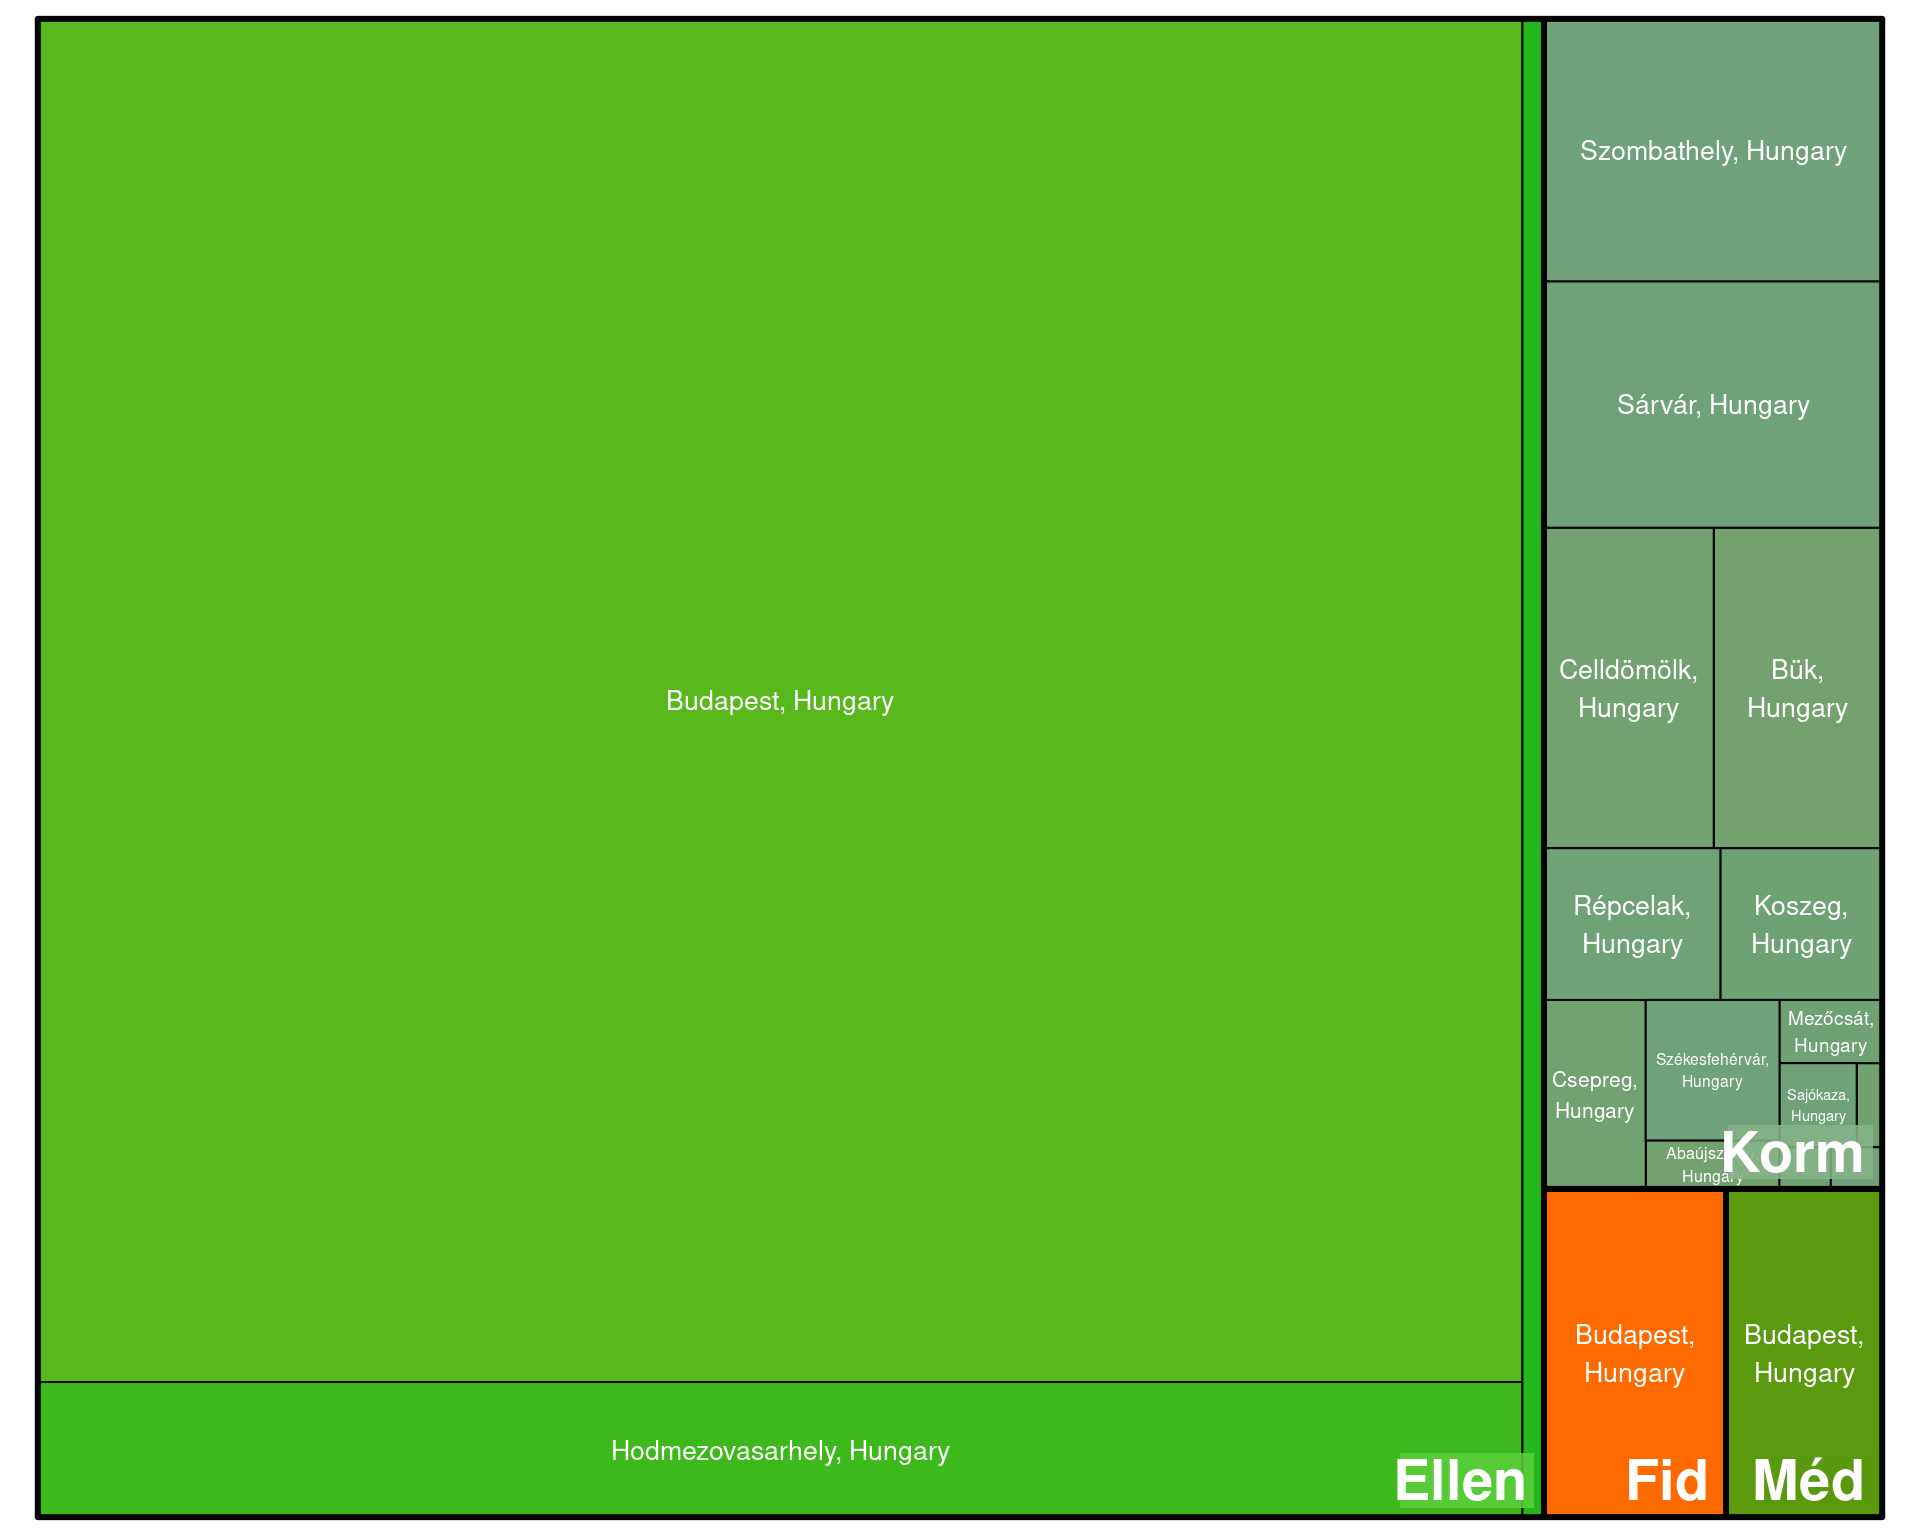 Budapest, Hungary
Hodmezovasarhely, Hungary
Ellen
Szombathely, Hungary
Sárvár, Hungary
Celldömölk,
Hungary
Bük,
Hungary
Répcelak,
Hungary
Koszeg,
Hungary
Csepreg,
Hungary
Székesfehérvár,
Hungary
Mezőcsát,
Hungary
Sajókaza,
Hungary
Hungary
Korm
Budapest,
Hungary
Fid
Budapest,
Hungary
Méd